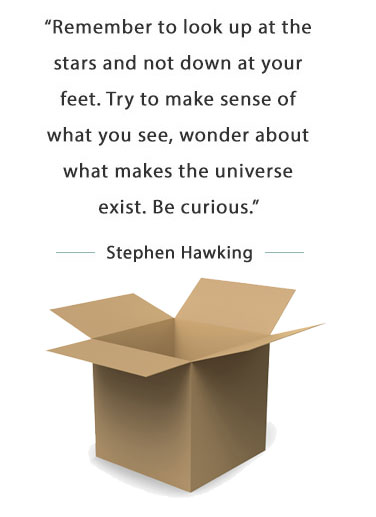 “Remember to look up at the
stars and not down at your
feet. Try to make sense of
what you see, wonder about
what makes the universe
exist. Be curious.”
Stephen Hawking